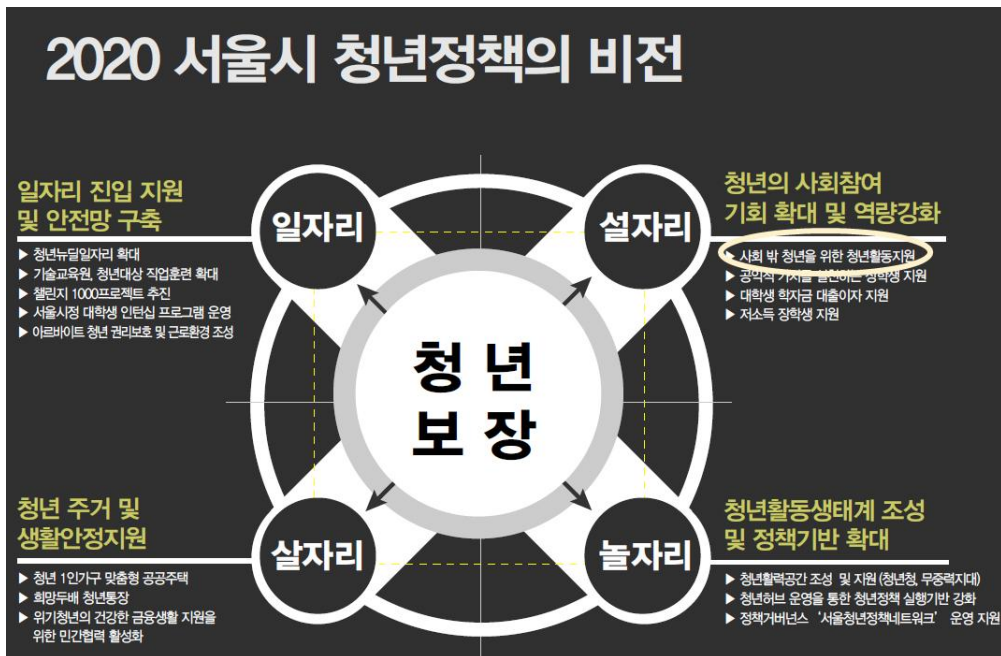 2020 서울시 청년정책의 비전
일자리 진입 지원
및 안전망 구축
▶ 청년뉴딜일자리 확대
▶ 기술교육원, 청년대상 직업훈련 확대
▶ 챌린지 1000프로젝트 추진
▶ 서울시정 대학생 인턴십 프로그램 운영
▶ 아르바이트 청년 권리보호 및 근로환경 조성
일자리
설자리
청년의 사회참여
기회 확대 및 역량강화
▶ 사회 밖 청년을 위한 청년활동지원
▶ 공익적 가치를 실천하는 장학생 지원
▶ 대학생 학자금 대출이자 지원
▶ 저소득 장학생 지원
청 년
보 장
청년 주거 및
생활안정지원
▶ 청년 1인가구 맞춤형 공공주택
▶ 희망두배 청년통장
▶ 위기청년의 건강한 금융생활 지원을
위한 민간협력 활성화
살자리
놀자리
청년활동생태계 조성
및 정책기반 확대
▶ 청년활력공간 조성 및 지원 (청년청, 무중력지대)
▶ 청년허브 운영을 통한 청년정책 실행기반 강화
▶ 정책거버넌스 ‘서울청년정책네트워크’ 운영 지원